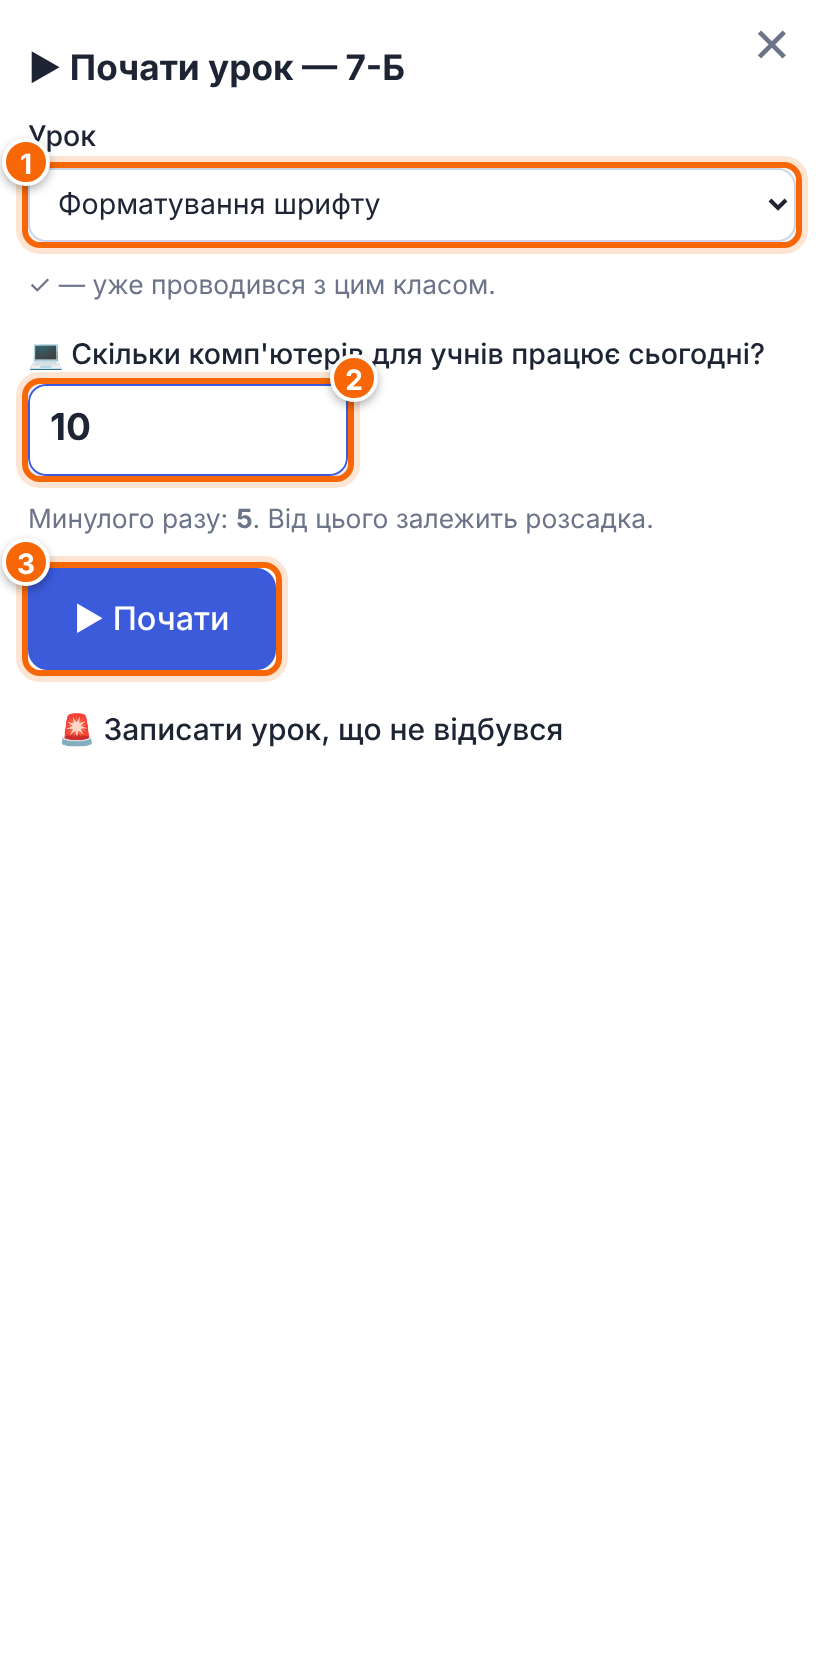 ▶ Почати урок — 7-Б
Урок
1
Форматування шрифту
✓ — уже проводився з цим класом.
💻 Скільки комп'ютерів для учнів працює сьогодні?
2
10
Минулого разу: 5. Від цього залежить розсадка.
3
▶ Почати
🚨 Записати урок, що не відбувся